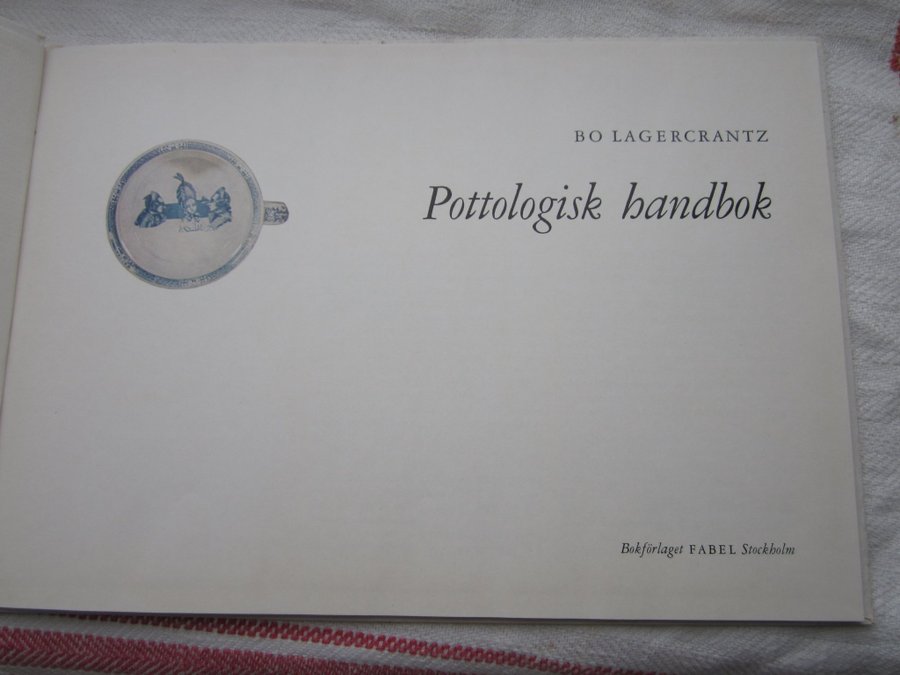 BO LAGERCRANTZ
Pottologisk handbok
Bokförlaget FABEL Stockholm